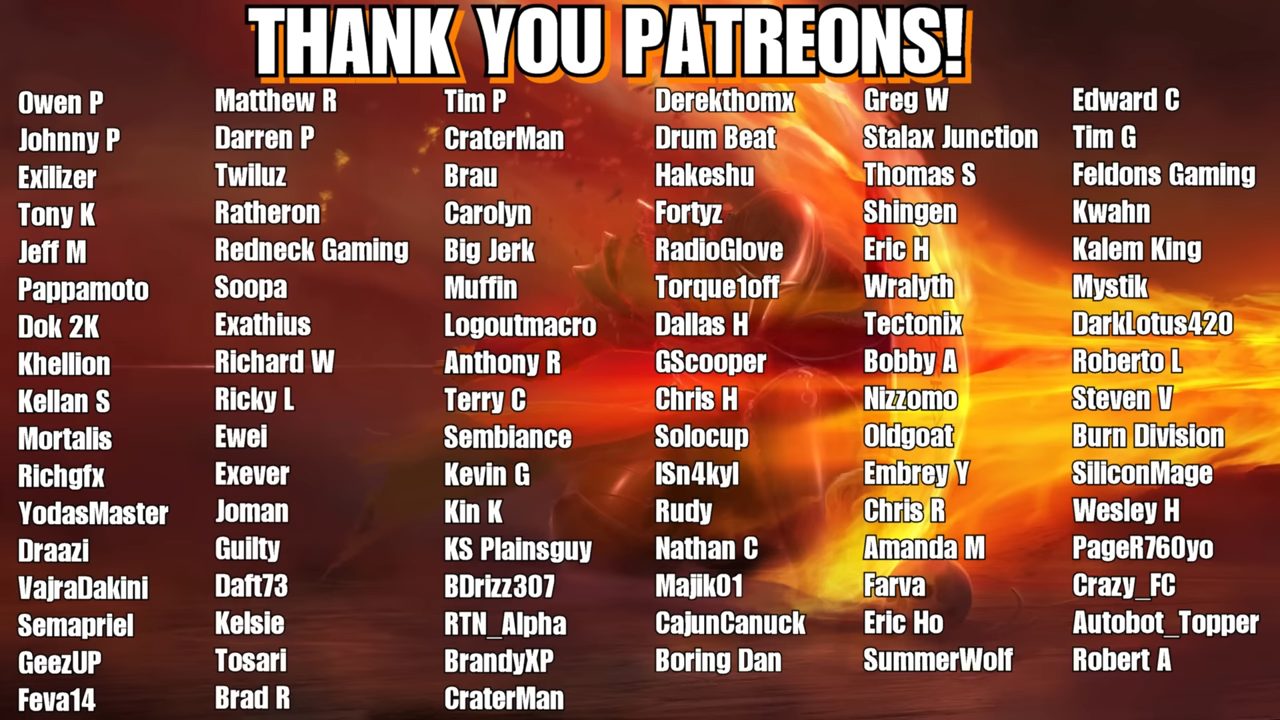 THANK YOU PATREONS!
Owen P
Johnny P
Exilizer
Tony K
Jeff M
Pappamoto
Dok 2K
Khellion
Kellan S
Mortalis
Richgfx
YodasMaster
Draazi
VajraDakini
Semapriel
GeezUP
Feva14
Matthew R
Darren P
Twiluz
Ratheron
Redneck Gaming
Soopa
Exathius
Richard W
Ricky L
Ewei
Exever
Joman
Guilty
Daft73
Kelsie
Tosari
Brad R
Tim P
CraterMan
Brau
Carolyn
Big Jerk
Muffin
Logoutmacro
Anthony R
Terry C
Sembiance
Kevin G
Kin K
KS Plainsguy
BDrizz307
RTN_Alpha
BrandyXP
CraterMan
Derekthomx
Drum Beat
Hakeshu
Fortyz
RadioGlove
Torque1off
Dallas H
GScooper
Chris H
Solocup
ISn4kyI
Rudy
Nathan C
Majik01
CajunCanuck
Boring Dan
Greg W
Stalax Junction
Thomas S
Shingen
Eric H
Wralyth
Tectonix
Bobby A
Nizzomo
Oldgoat
Embrey Y
Chris R
Amanda M
Farva
Eric Ho
SummerWolf
Edward C
Tim G
Feldons Gaming
Kwahn
Kalem King
Mystik
DarkLotus420
Roberto L
Steven V
Burn Division
SiliconMage
Wesley H
PageR760yo
Crazy_FC
Autobot_Topper
Robert A